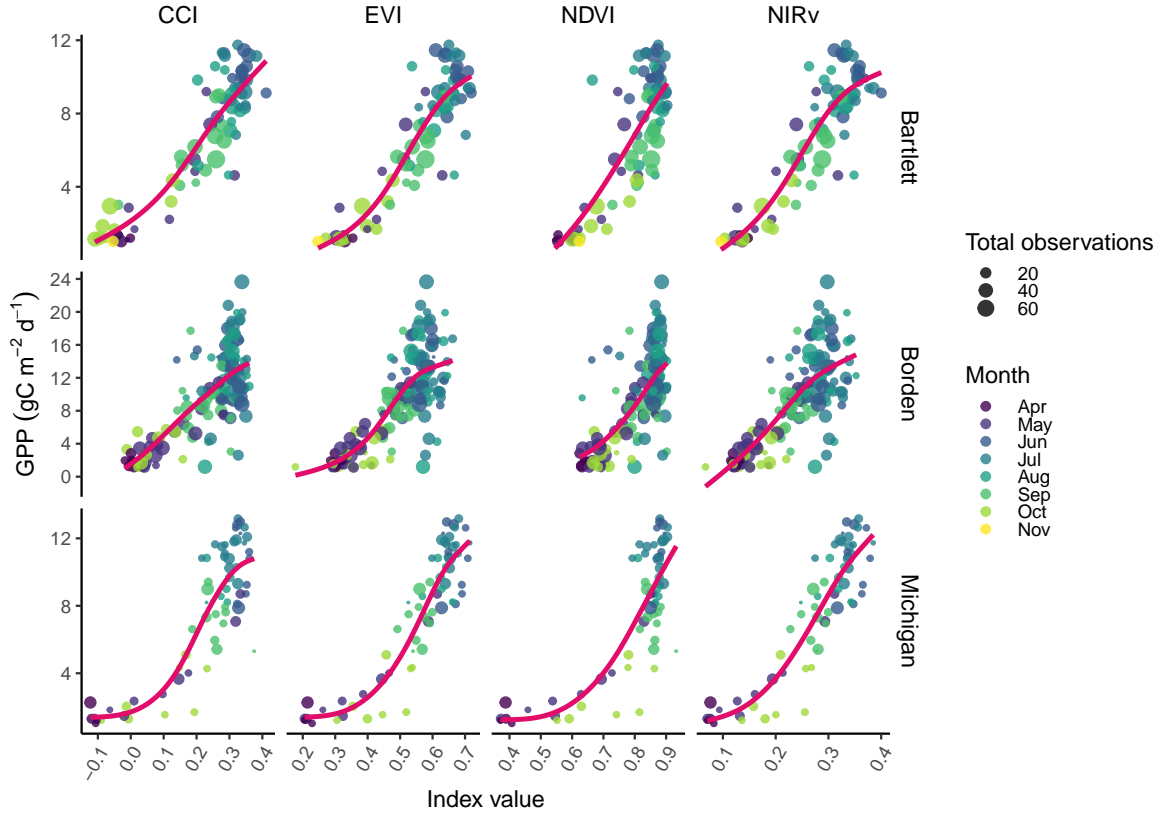 CCI EVI NDVI NIRv
12
8
4
Bartlett
24
20
16
12
8
4
0
Borden
12
8
4
Michigan
GPP (gC m⁻² d⁻¹)
−0.1 0.0 0.1 0.2 0.3 0.4
0.2 0.3 0.4 0.5 0.6 0.7
0.4 0.5 0.6 0.7 0.8 0.9
0.1 0.2 0.3 0.4
Index value
Total observations
20
40
60
Month
Apr
May
Jun
Jul
Aug
Sep
Oct
Nov